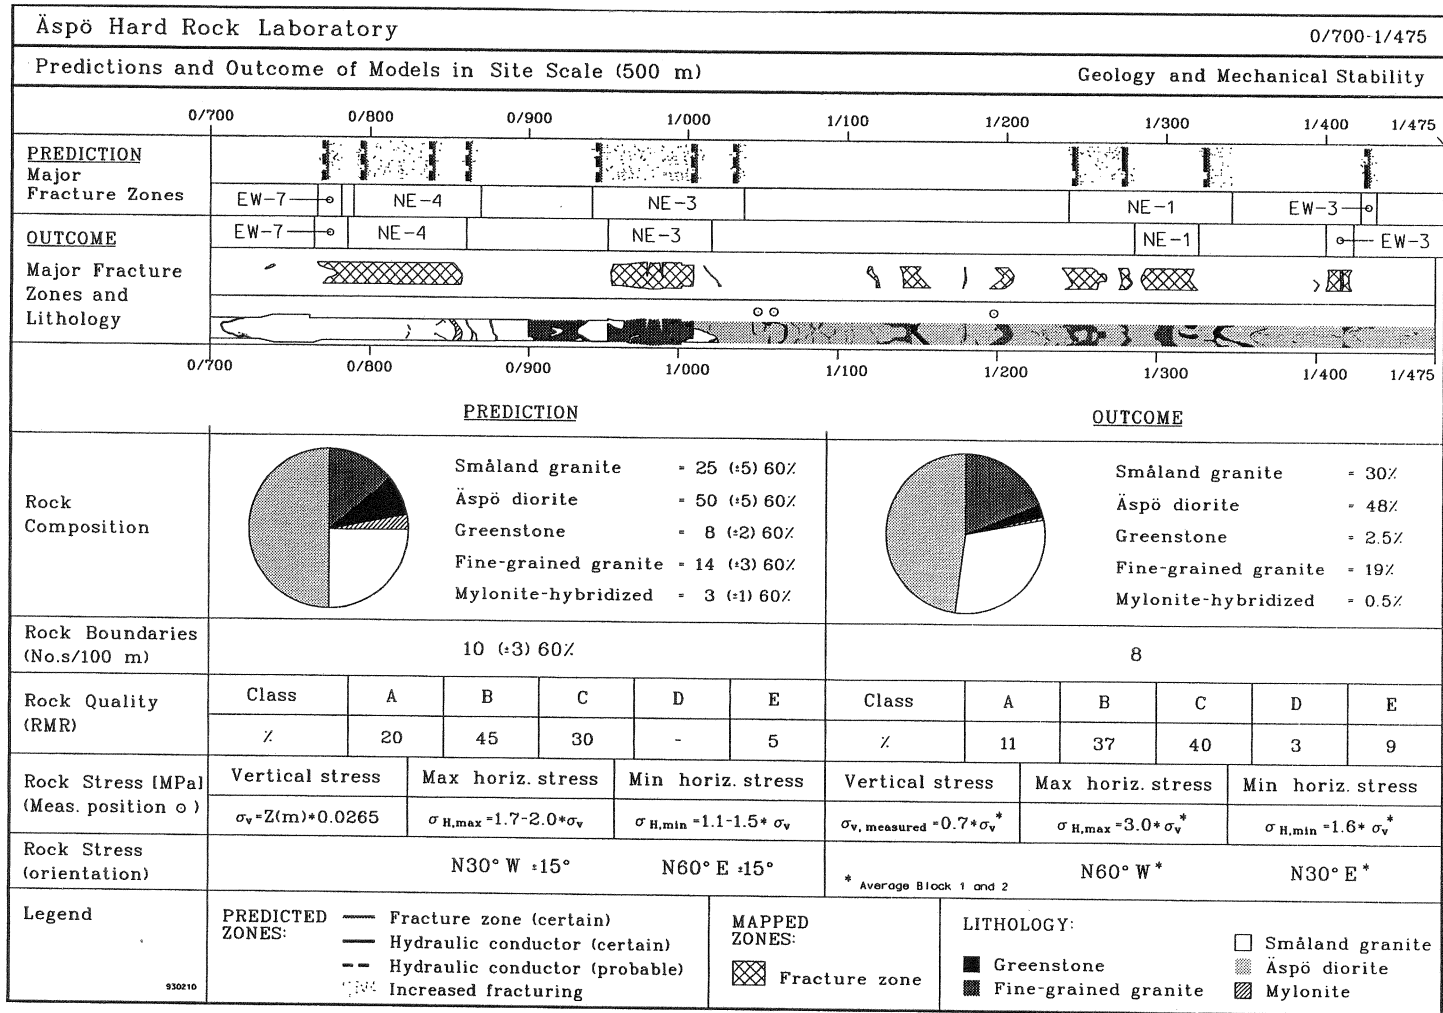 Äspö Hard Rock Laboratory 0/700-1/475
Predictions and Outcome of Models in Site Scale (500 m) Geology and Mechanical Stability
0/700 0/800 0/900 1/000 1/100 1/200 1/300 1/400 1/475
PREDICTION
Major
Fracture Zones
EW-7 NE-4 NE-3 NE-1 EW-3
OUTCOME
EW-7 NE-4 NE-3 NE-1 EW-3
Major Fracture
Zones and
Lithology
0/700 0/800 0/900 1/000 1/100 1/200 1/300 1/400 1/475
PREDICTION OUTCOME
Rock
Composition
Småland granite = 25 (±5) 60%
Äspö diorite = 50 (±5) 60%
Greenstone = 8 (±2) 60%
Fine-grained granite = 14 (±3) 60%
Mylonite-hybridized = 3 (±1) 60%
Småland granite = 30%
Äspö diorite = 48%
Greenstone = 2.5%
Fine-grained granite = 19%
Mylonite-hybridized = 0.5%
Rock Boundaries
(No.s/100 m)
10 (±3) 60% 8
Rock Quality
(RMR)
Class A B C D E Class A B C D E
% 20 45 30 - 5 % 11 37 40 3 9
Rock Stress [MPa]
(Meas. position ⊙)
Vertical stress Max horiz. stress Min horiz. stress Vertical stress Max horiz. stress Min horiz. stress
σv=Z(m)*0.0265 σH,max=1.7-2.0*σv σH,min=1.1-1.5* σv σv, measured=0.7*σv* σH,max=3.0*σv* σH,min=1.6* σv*
Rock Stress
(orientation)
N30° W ±15° N60° E ±15° * Average Block 1 and 2 N60° W* N30° E*
Legend
930210
PREDICTED
ZONES:
Fracture zone (certain)
Hydraulic conductor (certain)
Hydraulic conductor (probable)
Increased fracturing
MAPPED
ZONES:
Fracture zone
LITHOLOGY:
Greenstone
Fine-grained granite
Småland granite
Äspö diorite
Mylonite